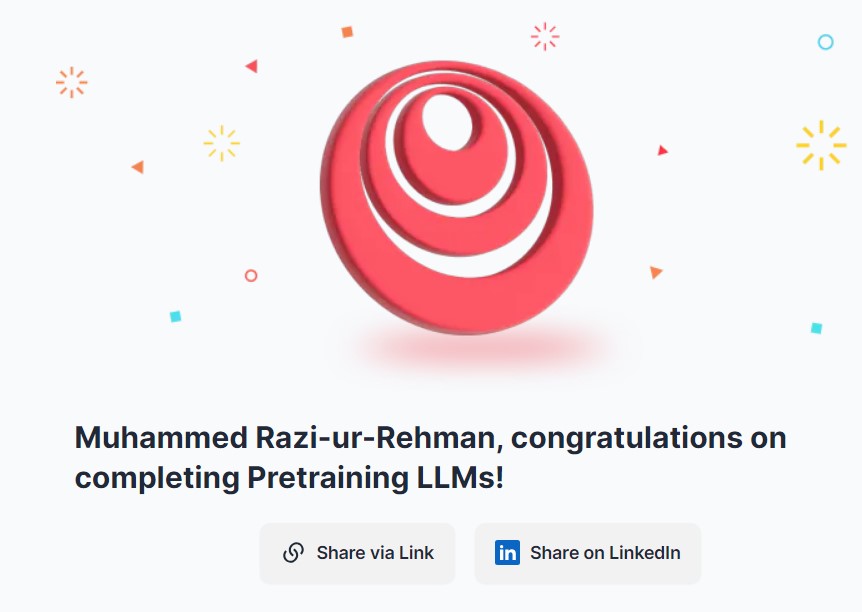 Muhammed Razi-ur-Rehman, congratulations on
completing Pretraining LLMs!
Share via Link
in Share on LinkedIn